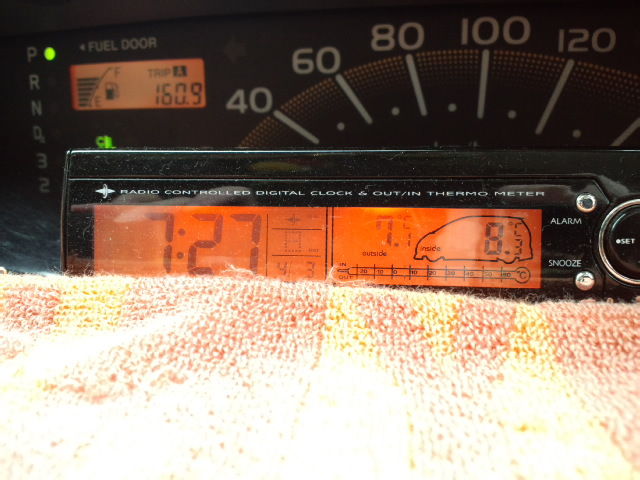 P
◄ FUEL DOOR
R
F
TRIP A
N
E
160.9
D
3
2
40
60
80
100
120
RADIO CONTROLLED DIGITAL CLOCK & OUT/IN THERMO METER
7:27
outside
inside
8
ALARM
SET
SNOOZE
IN
OUT
°C